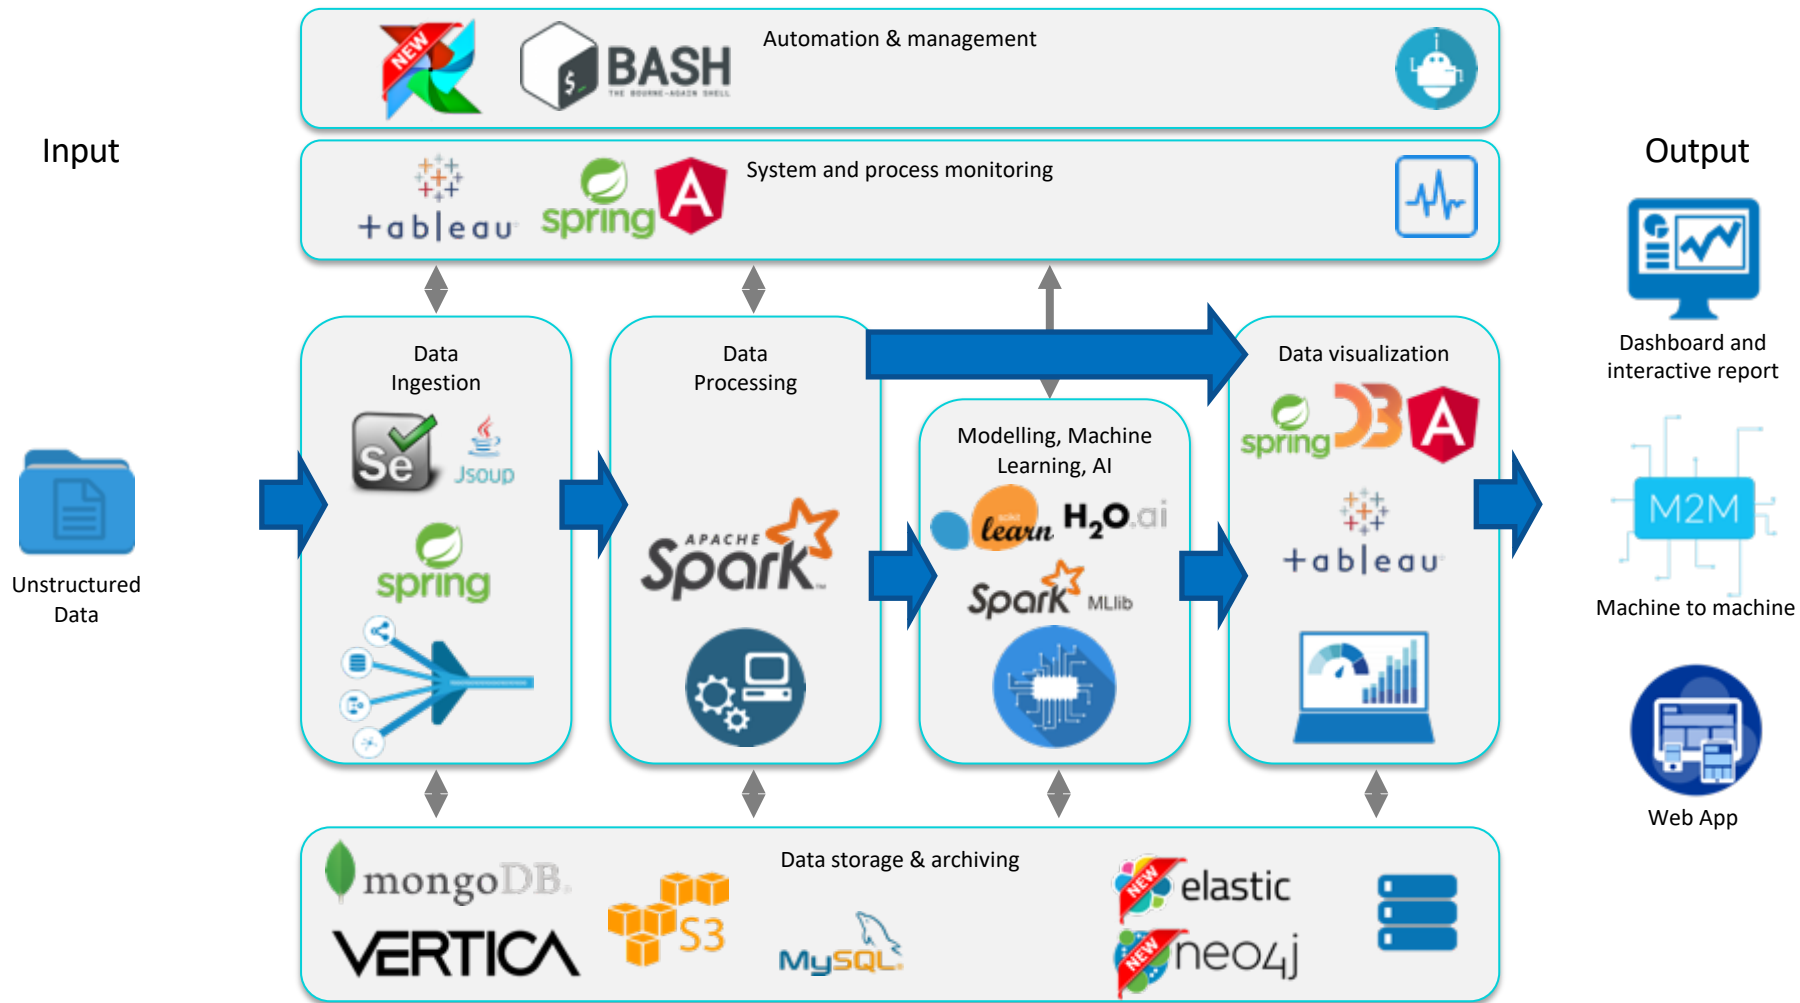 Automation & management
NEW
$_
BASH
THE BOURNE-AGAIN SHELL
Input
Output
System and process monitoring
+ableau
spring
A
Dashboard and
interactive report
Data
Ingestion
Se
Jsoup
spring
Data
Processing
APACHE
Spark™
Modelling, Machine
Learning, AI
scikit
learn
H2O.ai
Spark MLlib
Data visualization
spring
D3
A
+ableau
Unstructured
Data
M2M
Machine to machine
Web App
Data storage & archiving
mongoDB.
VERTICA
S3
MySQL
NEW
elastic
NEW
neo4j